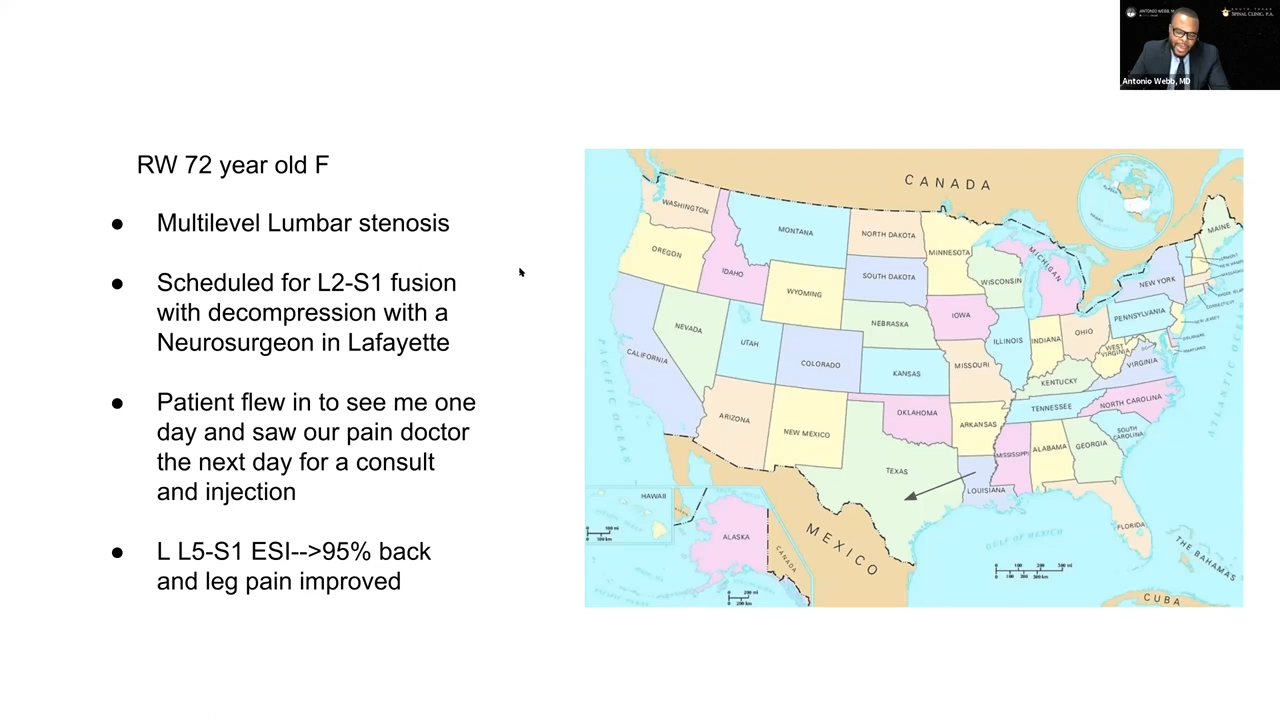 Antonio Webb, MD
SPINAL CLINIC, P.A.
RW 72 year old F
● Multilevel Lumbar stenosis
● Scheduled for L2-S1 fusion
with decompression with a
Neurosurgeon in Lafayette
● Patient flew in to see me one
day and saw our pain doctor
the next day for a consult
and injection
● L L5-S1 ESI-->95% back
and leg pain improved
CANADA
WASHINGTON
MONTANA
NORTH DAKOTA
MINNESOTA
MAINE
OREGON
IDAHO
SOUTH DAKOTA
WISCONSIN
MICHIGAN
NEW YORK
WYOMING
IOWA
PENNSYLVANIA
NEVADA
UTAH
NEBRASKA
ILLINOIS
INDIANA
OHIO
WEST
VIRGINIA
VIRGINIA
CALIFORNIA
COLORADO
KANSAS
MISSOURI
KENTUCKY
NORTH CAROLINA
TENNESSEE
ARIZONA
NEW MEXICO
OKLAHOMA
ARKANSAS
SOUTH
CAROLINA
MISSISSIPPI
ALABAMA
GEORGIA
TEXAS
LOUISIANA
FLORIDA
PACIFIC OCEAN
ATLANTIC OCEAN
HAWAII
ALASKA
CANADA
MEXICO
GULF OF MEXICO
THE BAHAMAS
CUBA